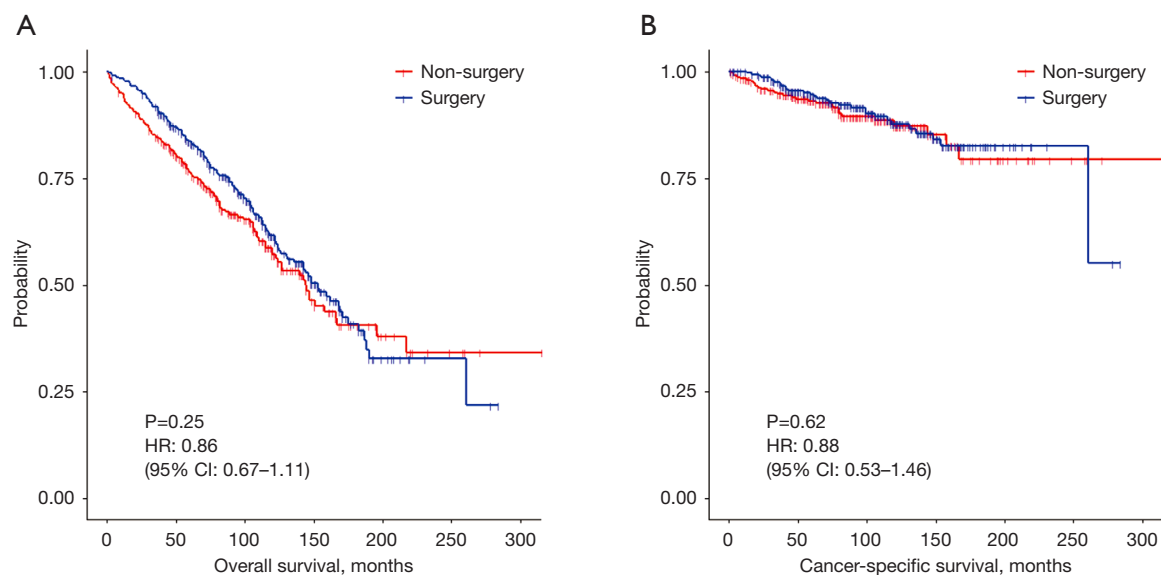 A
1.00
0.75
0.50
0.25
0.00
Probability
Non-surgery
Surgery
P=0.25
HR: 0.86
(95% CI: 0.67–1.11)
0 50 100 150 200 250 300
Overall survival, months
B
1.00
0.75
0.50
0.25
0.00
Probability
Non-surgery
Surgery
P=0.62
HR: 0.88
(95% CI: 0.53–1.46)
0 50 100 150 200 250 300
Cancer-specific survival, months